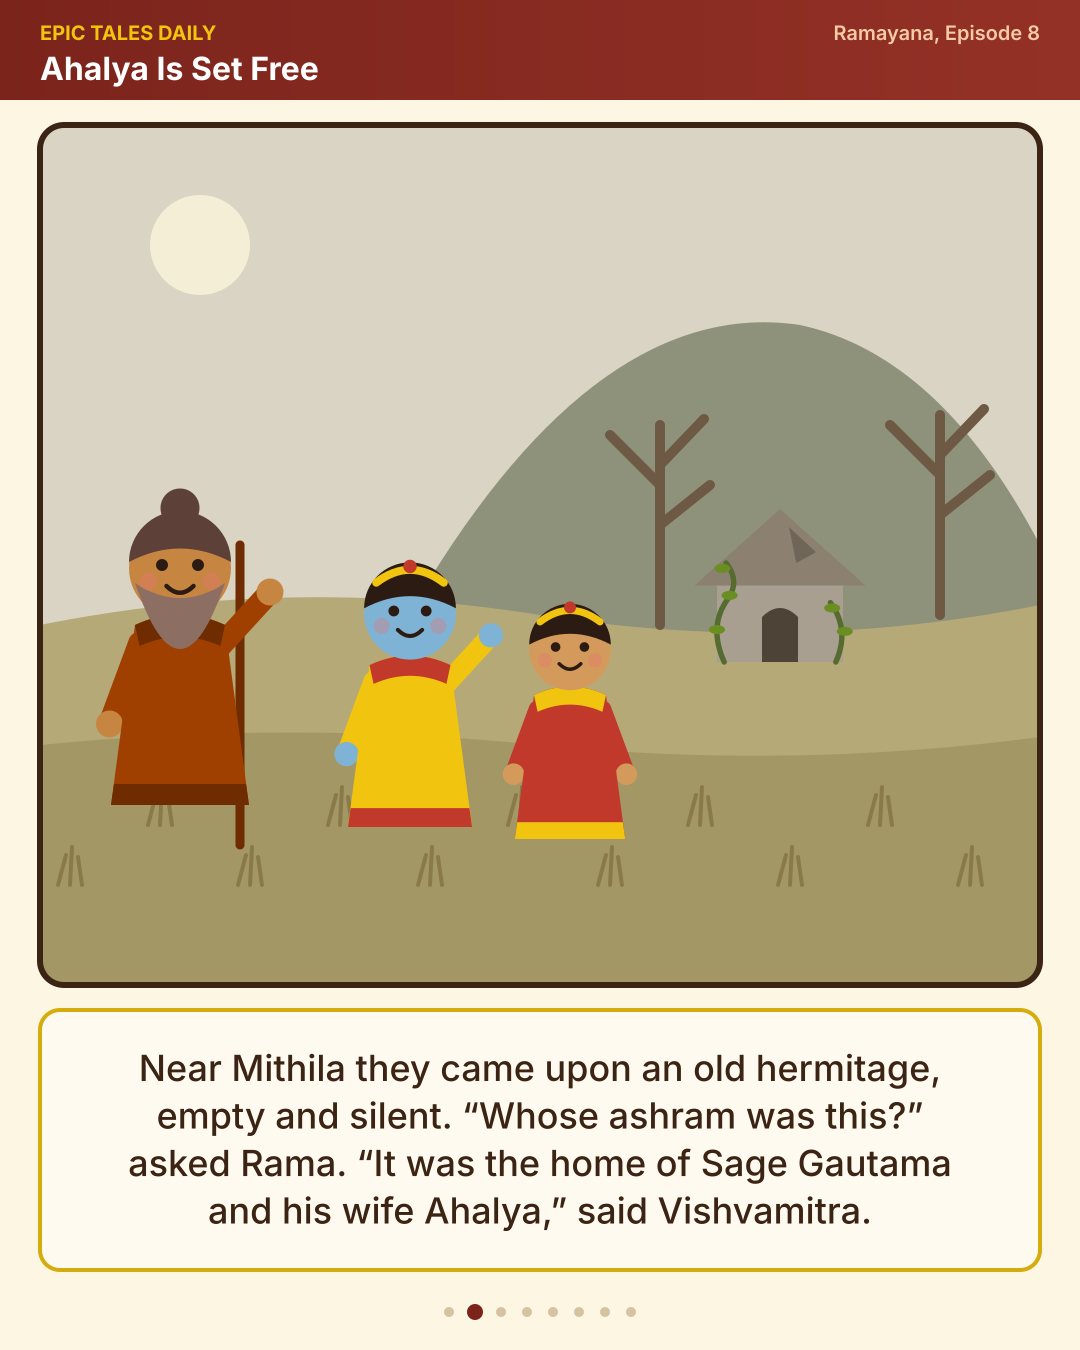 EPIC TALES DAILY
Ramayana, Episode 8
Ahalya Is Set Free
Near Mithila they came upon an old hermitage,
empty and silent. “Whose ashram was this?”
asked Rama. “It was the home of Sage Gautama
and his wife Ahalya,” said Vishvamitra.